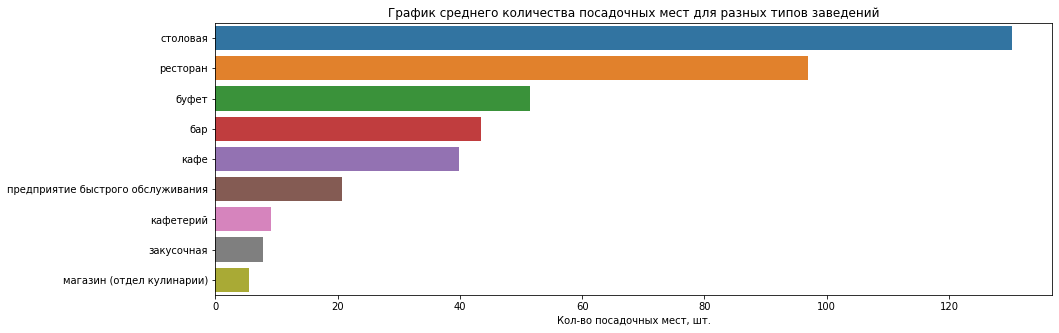 График среднего количества посадочных мест для разных типов заведений
столовая
ресторан
буфет
бар
кафе
предприятие быстрого обслуживания
кафетерий
закусочная
магазин (отдел кулинарии)
0 20 40 60 80 100 120
Кол-во посадочных мест, шт.